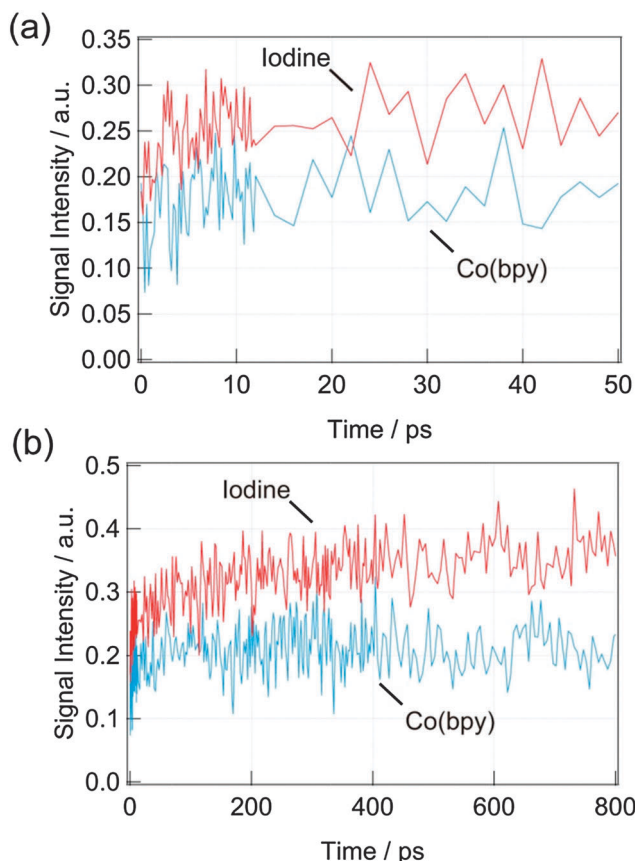 (a)
Signal Intensity / a.u.
0.35
0.30
0.25
0.20
0.15
0.10
0.05
0.00
Iodine
Co(bpy)
0 10 20 30 40 50
Time / ps
(b)
Signal Intensity / a.u.
0.5
0.4
0.3
0.2
0.1
0.0
Iodine
Co(bpy)
0 200 400 600 800
Time / ps